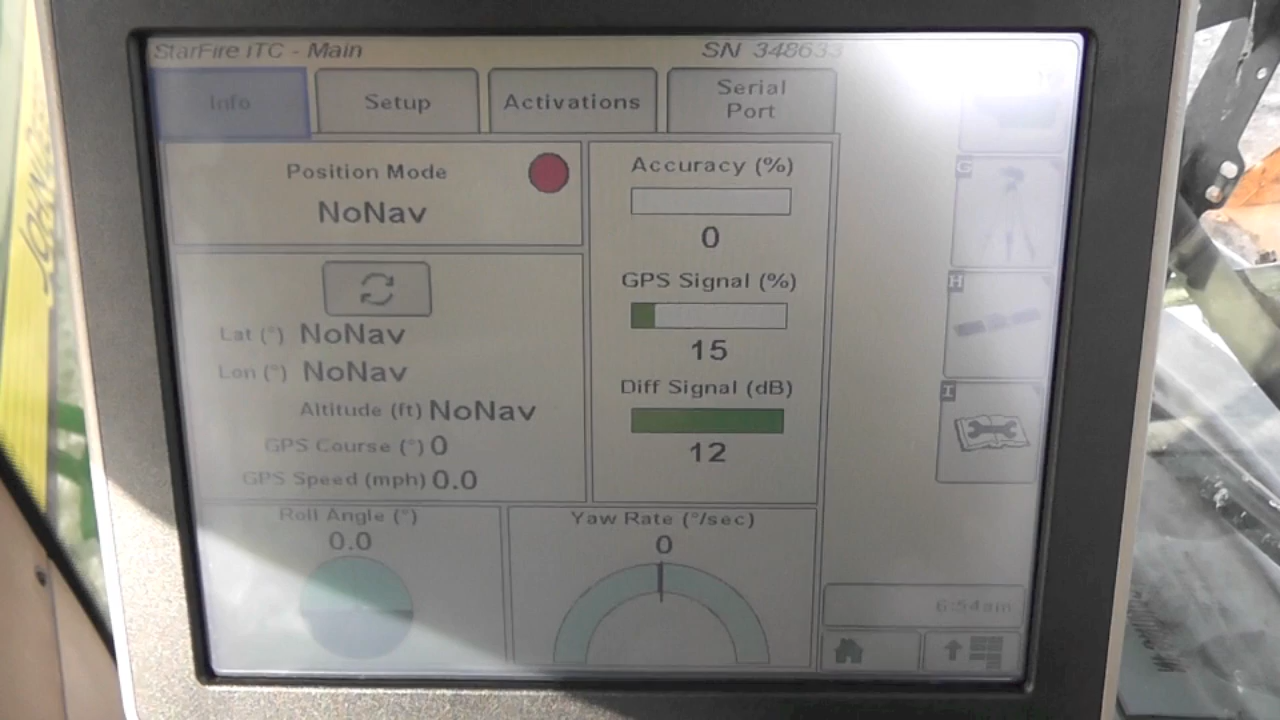 StarFire iTC - Main
SN 348633
Info
Setup
Activations
Serial
Port
Position Mode
NoNav
Accuracy (%)
0
GPS Signal (%)
15
Diff Signal (dB)
12
Lat (°) NoNav
Lon (°) NoNav
Altitude (ft) NoNav
GPS Course (°) 0
GPS Speed (mph) 0.0
Roll Angle (°)
0.0
Yaw Rate (°/sec)
0
G
H
I
6:54am